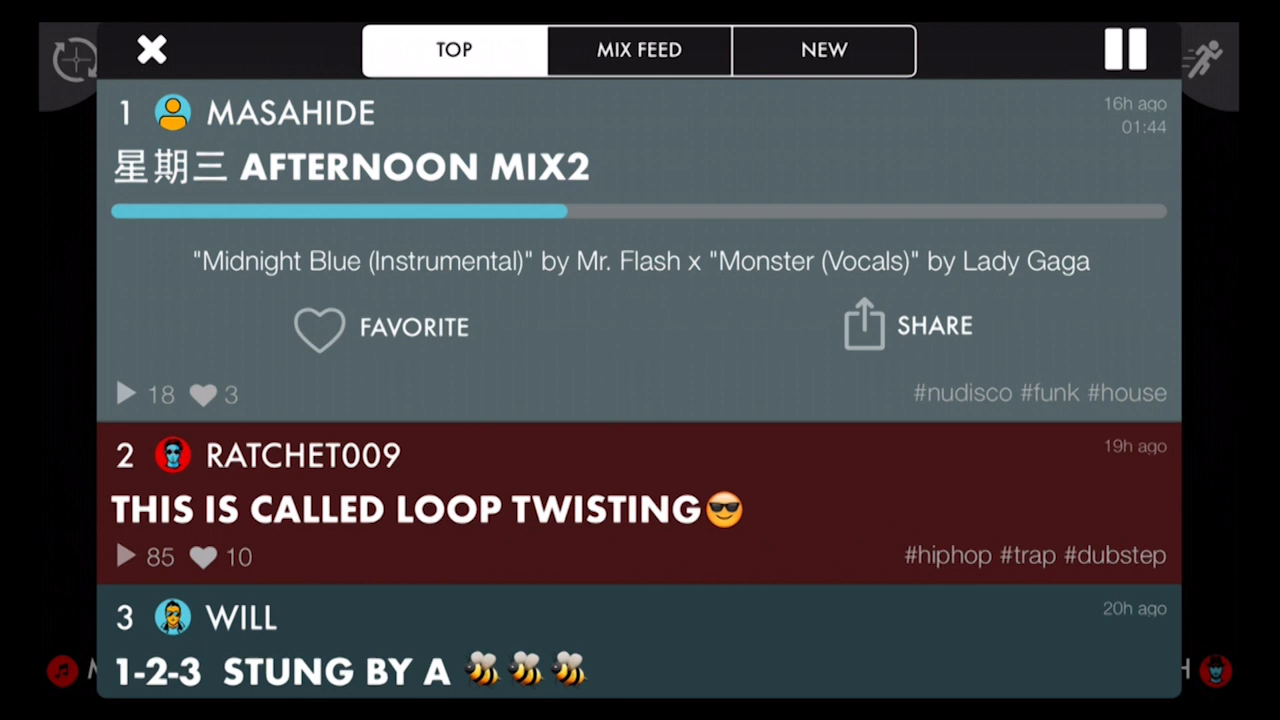 TOP
MIX FEED
NEW
1 MASAHIDE
16h ago
01:44
星期三 AFTERNOON MIX2
"Midnight Blue (Instrumental)" by Mr. Flash x "Monster (Vocals)" by Lady Gaga
FAVORITE
SHARE
18 3
#nudisco #funk #house
2 RATCHET009
19h ago
THIS IS CALLED LOOP TWISTING😎
85 10
#hiphop #trap #dubstep
3 WILL
20h ago
1-2-3 STUNG BY A 🐝🐝🐝